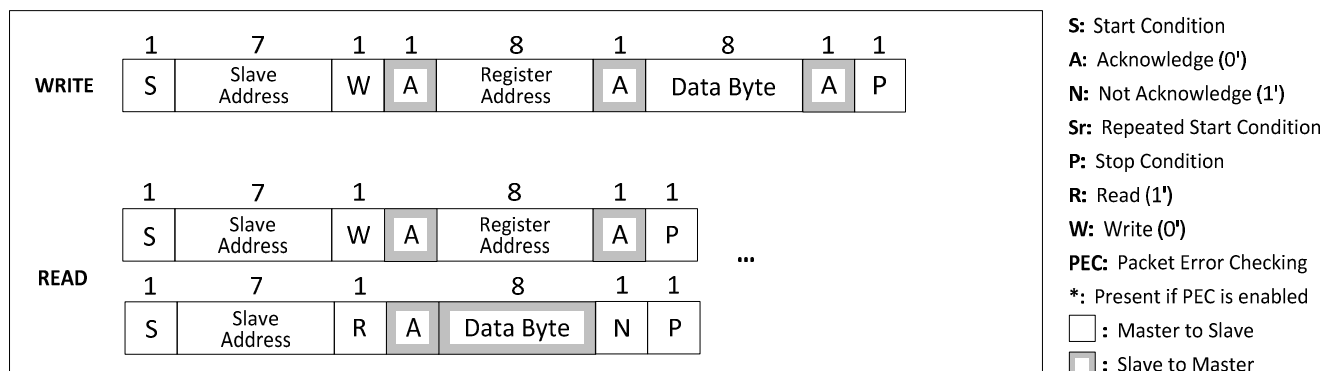 1 7 1 1 8 1 8 1 1
WRITE S Slave Address W A Register Address A Data Byte A P
1 7 1 8 1 1
S Slave Address W A Register Address A P
...
READ
1 7 1 8 1 1
S Slave Address R A Data Byte N P
S: Start Condition
A: Acknowledge (0')
N: Not Acknowledge (1')
Sr: Repeated Start Condition
P: Stop Condition
R: Read (1')
W: Write (0')
PEC: Packet Error Checking
*: Present if PEC is enabled
: Master to Slave
: Slave to Master